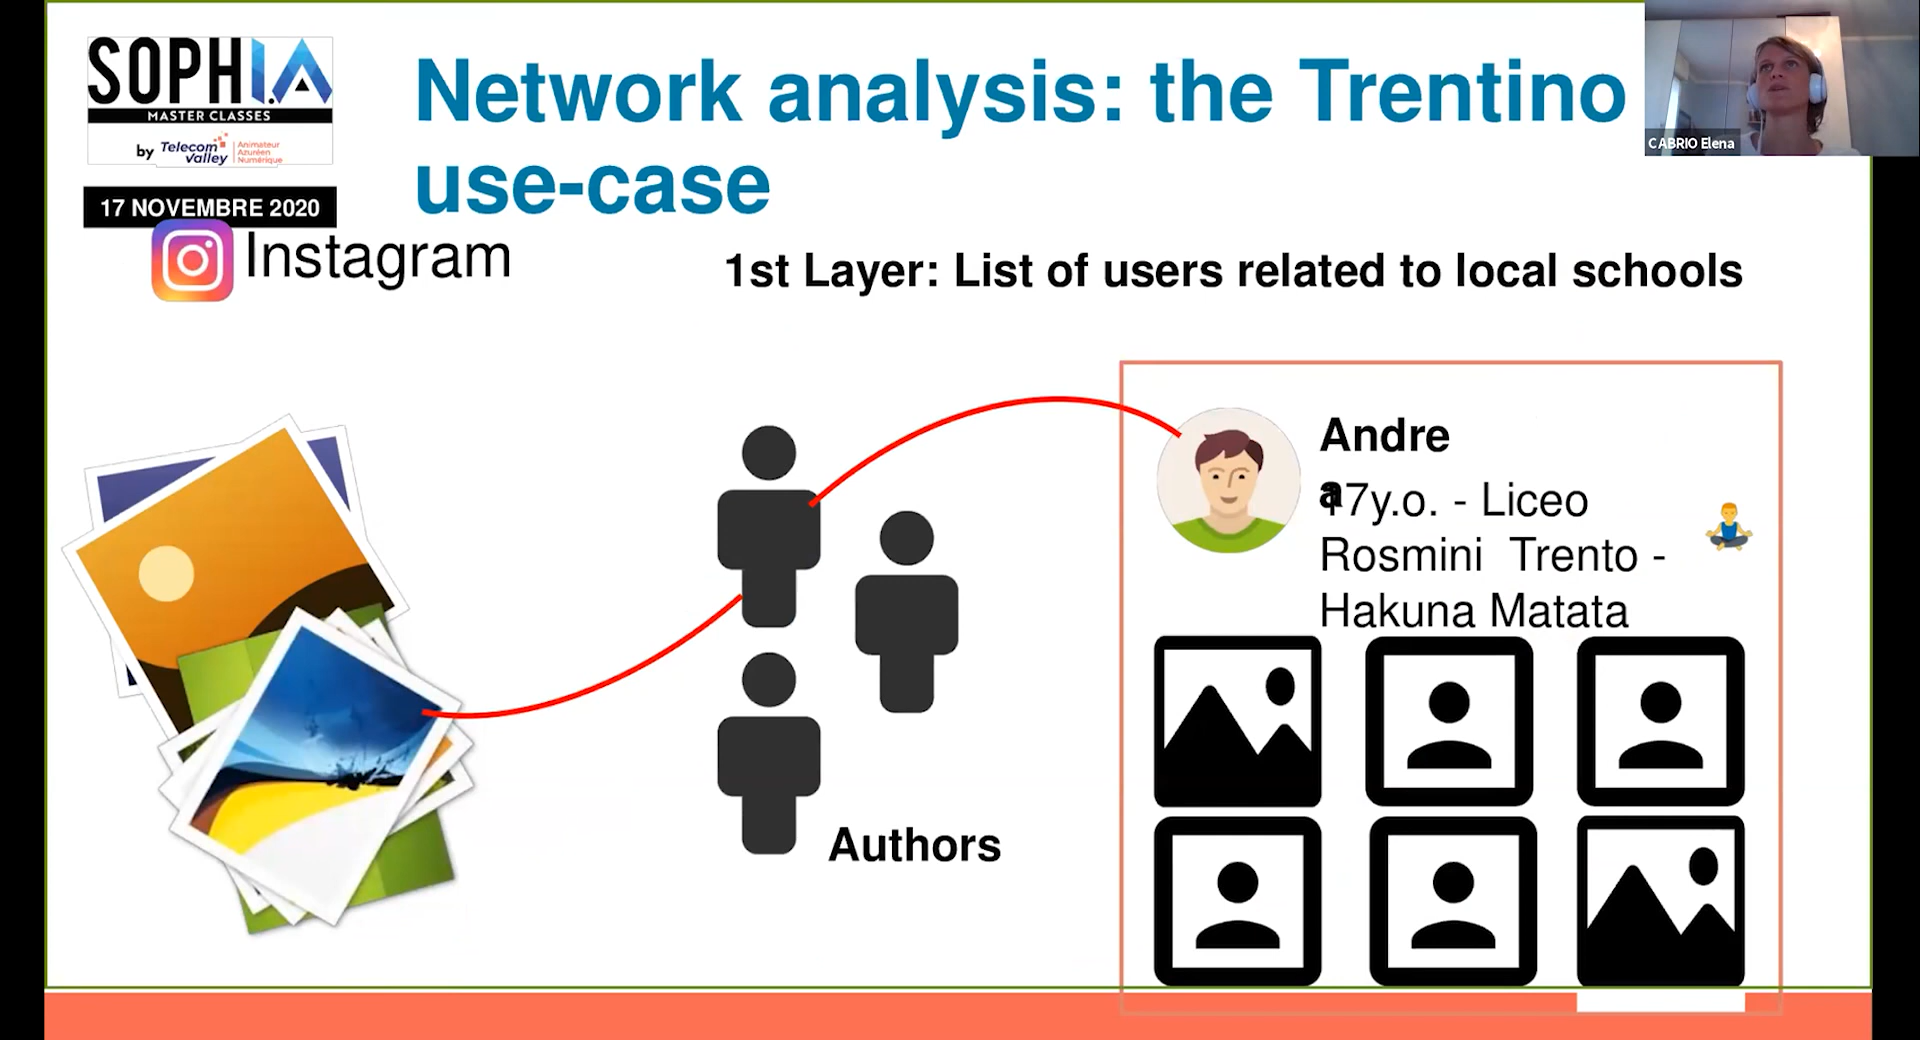 SOPHI.A
MASTER CLASSES
by Telecom Valley
Animateur
Azuréen
Numérique
17 NOVEMBRE 2020
Network analysis: the Trentino
use-case
CABRIO Elena
Instagram
1st Layer: List of users related to local schools
Andre
a
17y.o. - Liceo
Rosmini Trento -
Hakuna Matata
Authors